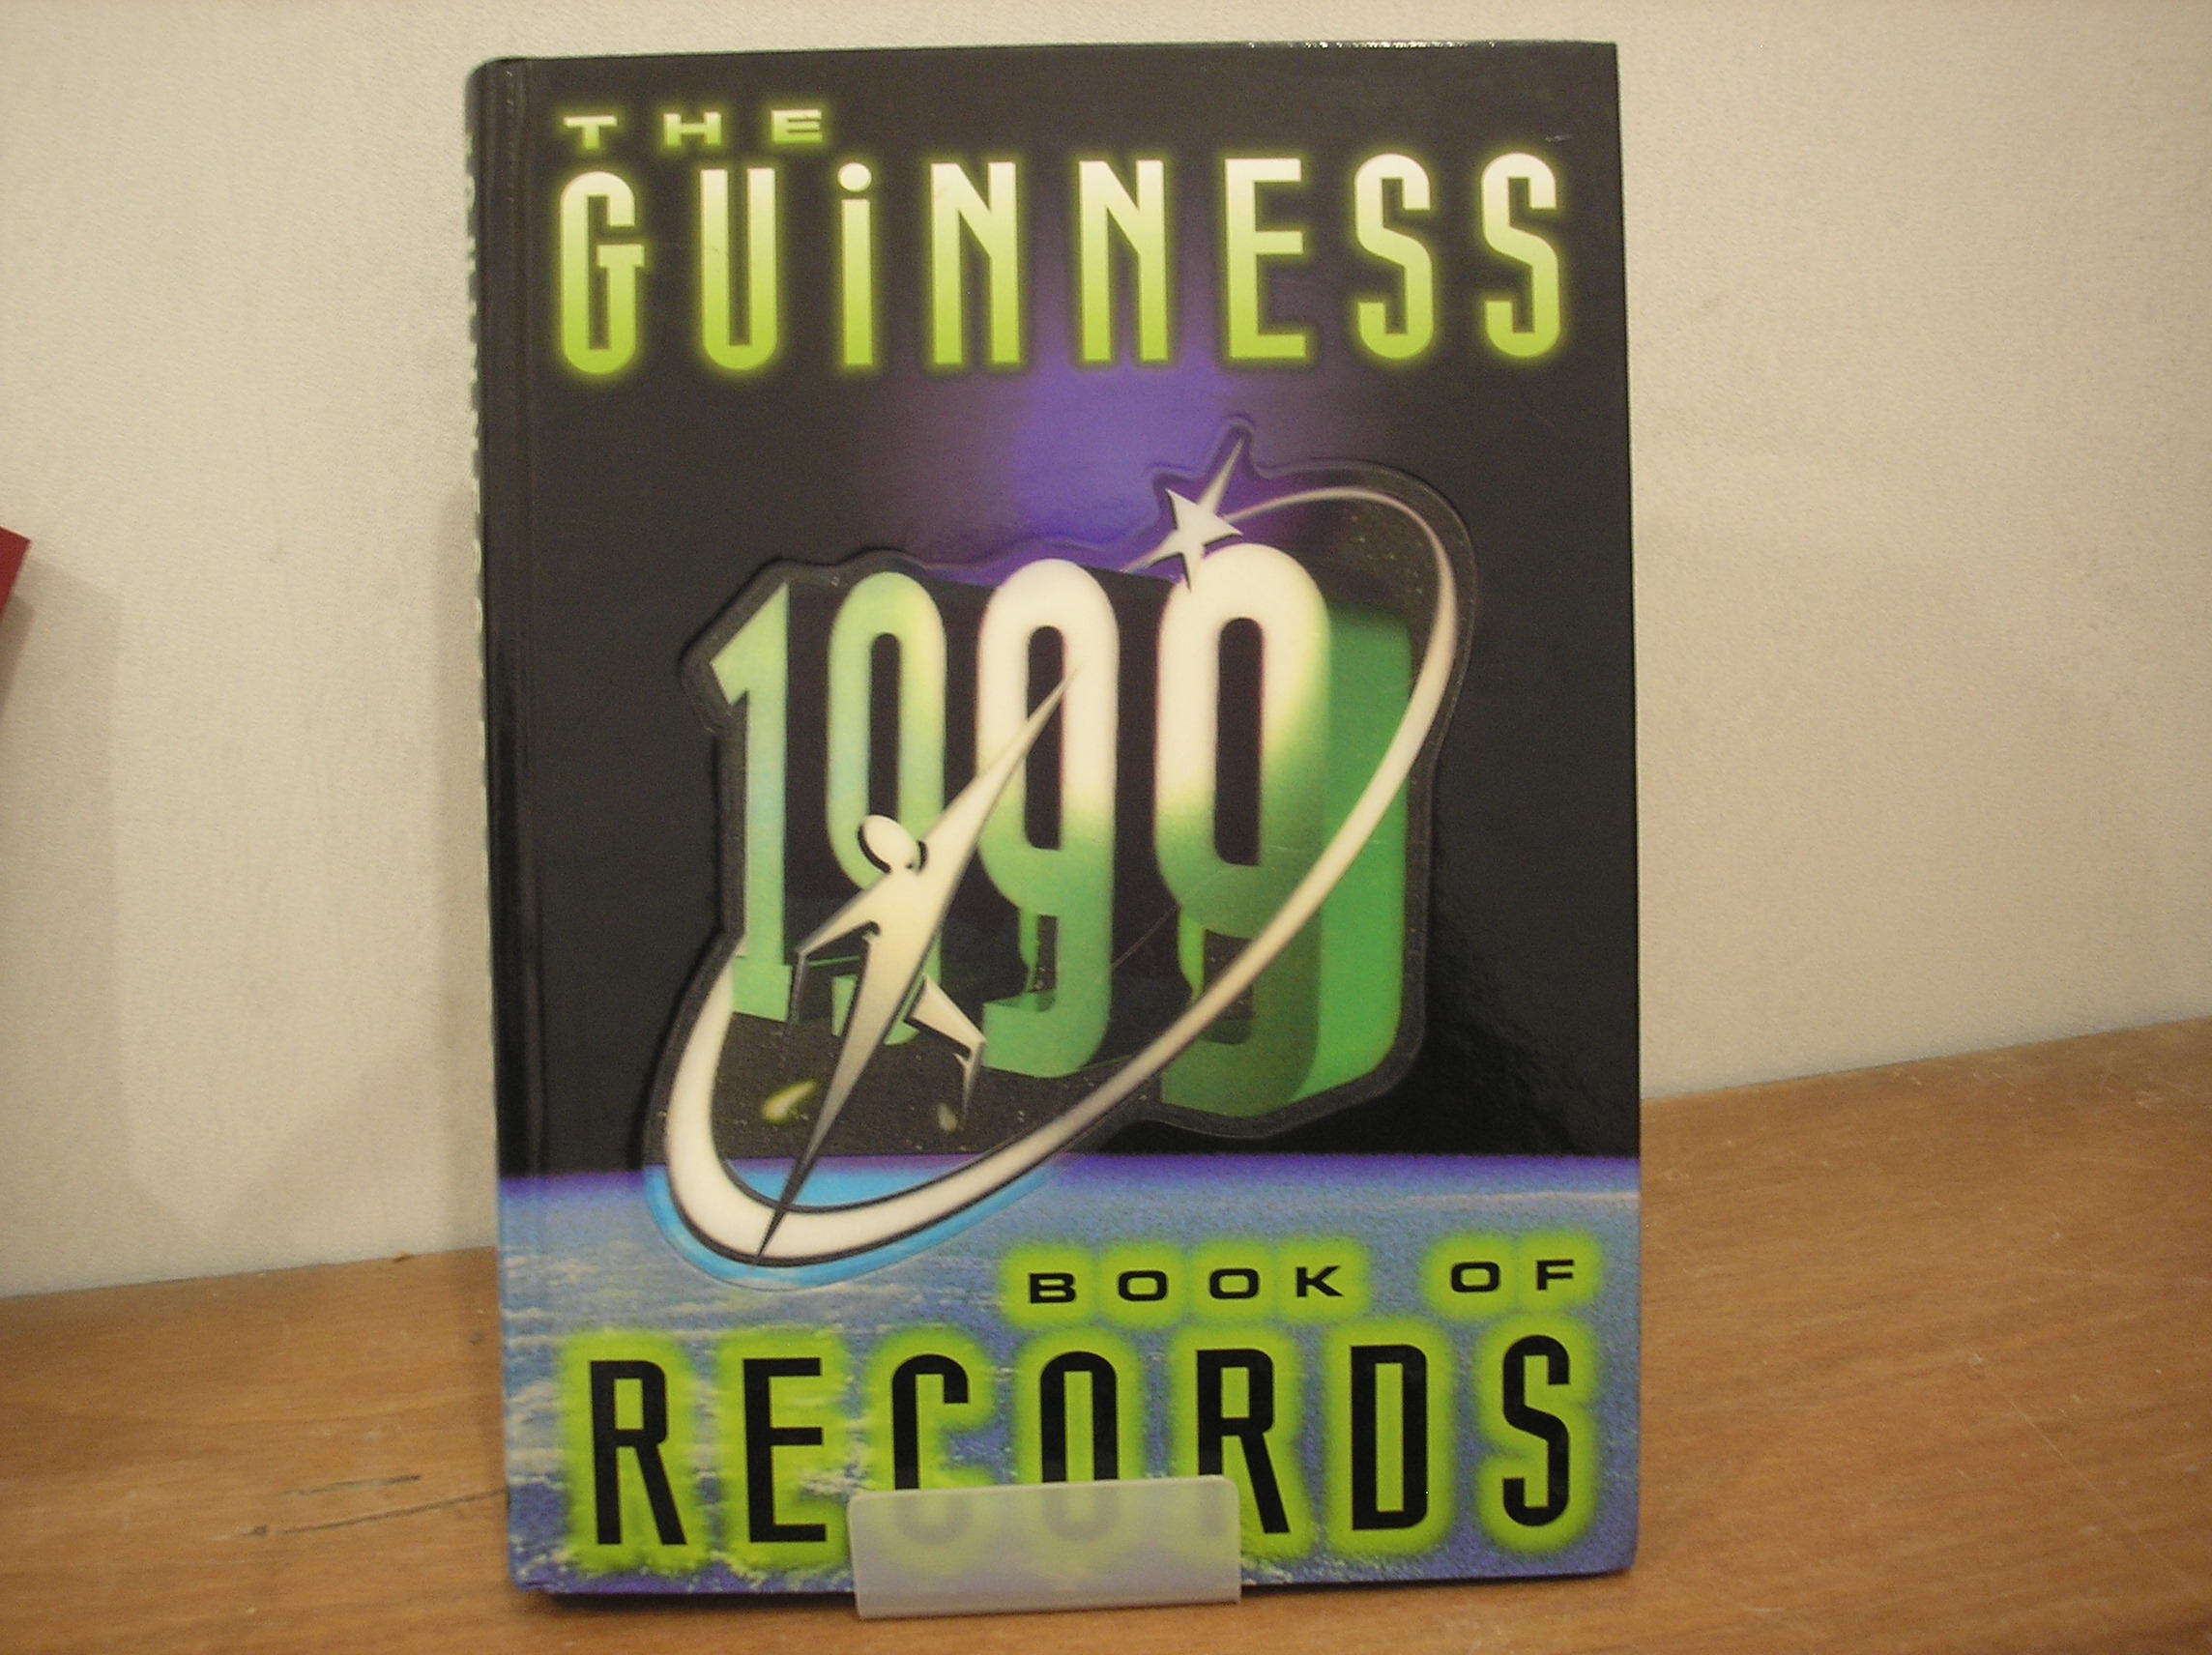 THE
GUiNNESS
1999
BOOK OF
RECORDS